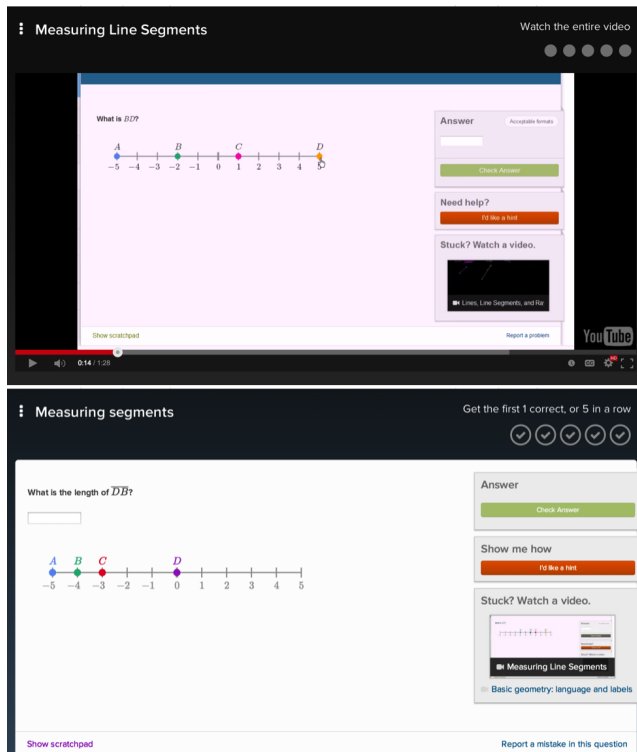 Measuring Line Segments
Watch the entire video
What is BD?
A B C D
−5 −4 −3 −2 −1 0 1 2 3 4 5
Answer
Acceptable formats
Check Answer
Need help?
I'd like a hint
Stuck? Watch a video.
Lines, Line Segments, and Ra
Show scratchpad
Report a problem
YouTube
0:14 / 1:28
CC
HD
Measuring segments
Get the first 1 correct, or 5 in a row
What is the length of DB?
A B C D
−5 −4 −3 −2 −1 0 1 2 3 4 5
Answer
Check Answer
Show me how
I'd like a hint
Stuck? Watch a video.
Measuring Line Segments
Basic geometry: language and labels
Show scratchpad
Report a mistake in this question